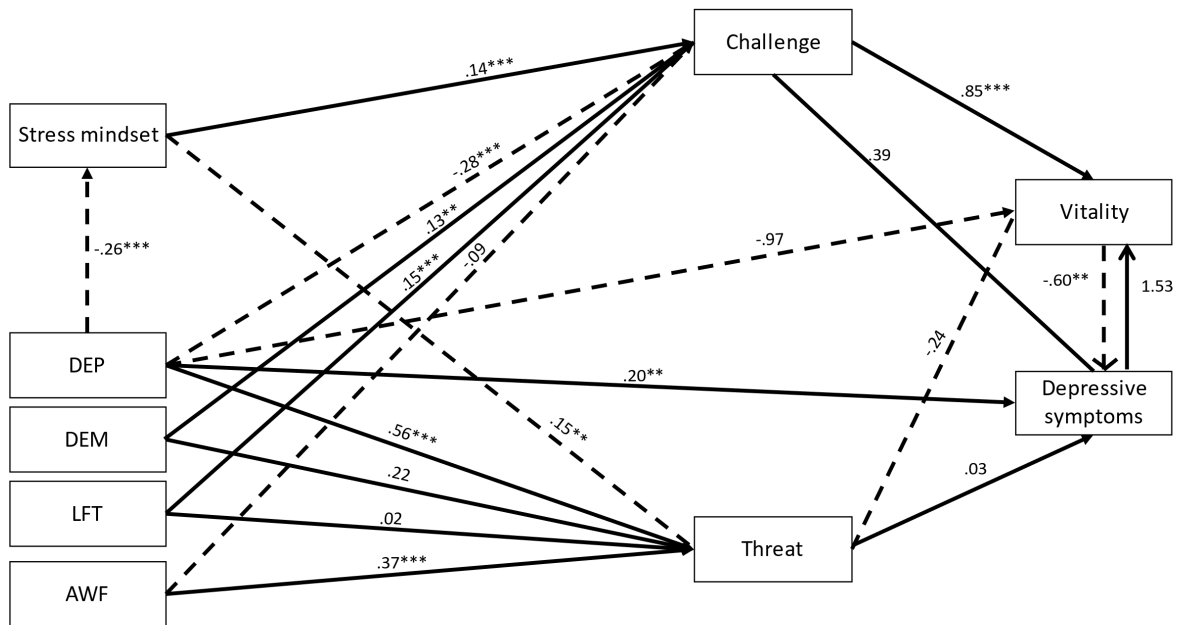 Challenge
.14***
.85***
Stress mindset
-.28***
.39
.13**
Vitality
-.26***
.15***
-.09
-.97
-.60**
1.53
-.24
DEP
.20**
Depressive
symptoms
DEM
.56***
.15**
.22
.03
LFT
.02
Threat
.37***
AWF